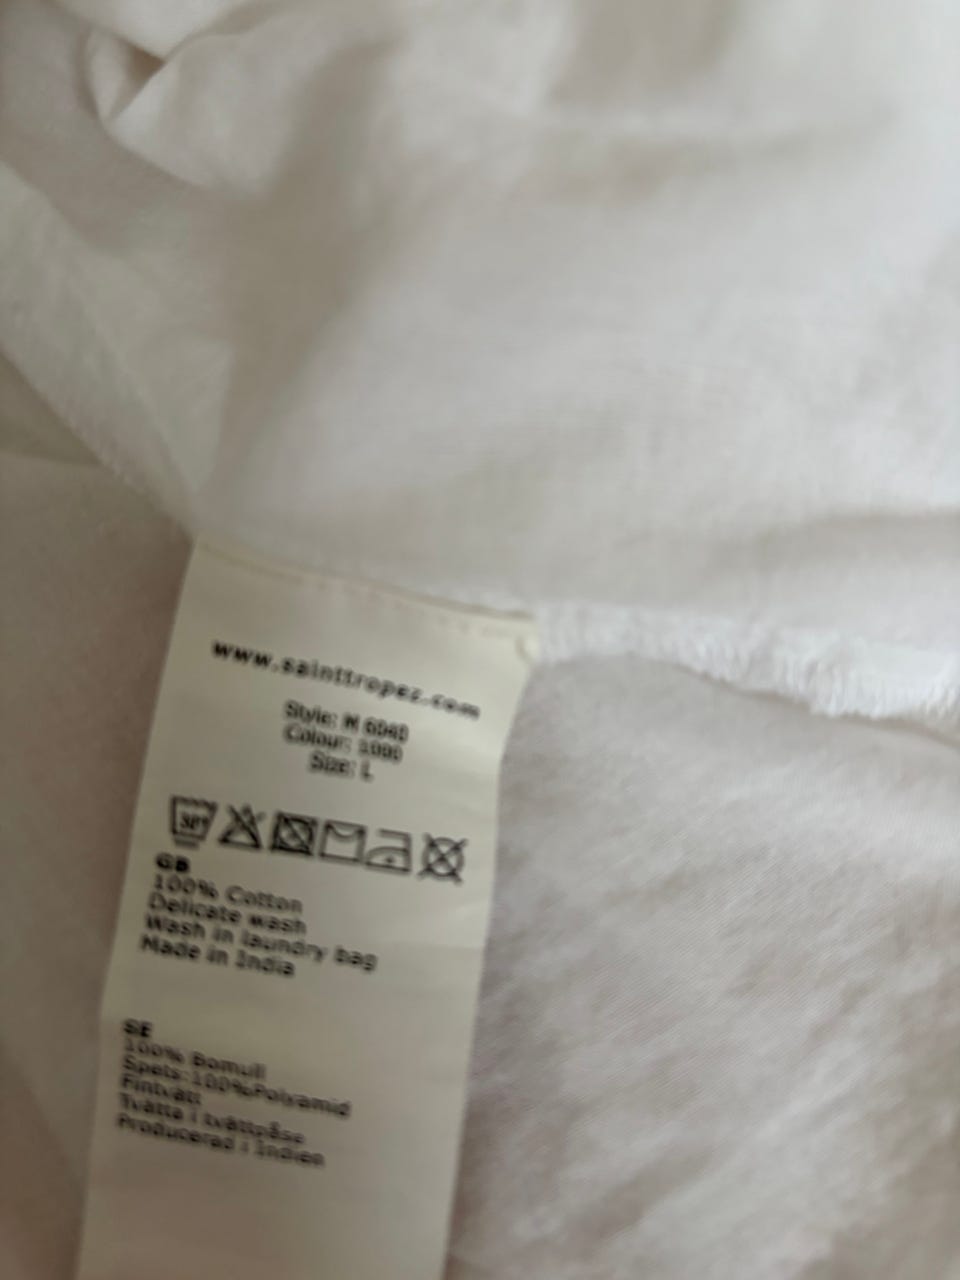 www.sainttropez.com
Style: N 6040
Colour: 1000
Size: L
30°
GB
100% Cotton
Delicate wash
Wash in laundry bag
Made in India
SE
100% Bomull
Spets:100%Polyamid
Fintvätt
Tvätta i tvättpåse
Producerad i Indien